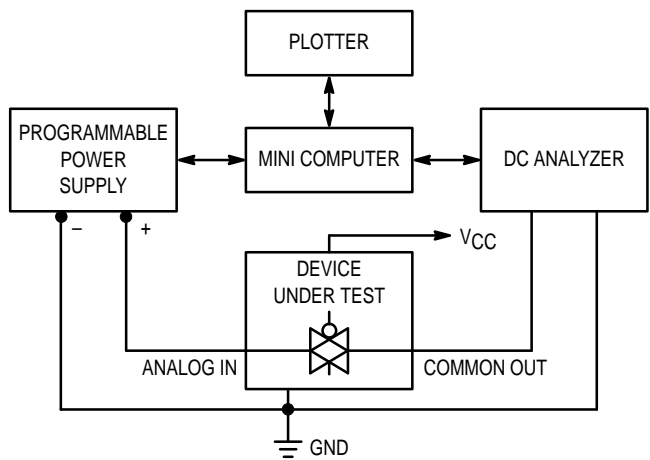 PLOTTER
PROGRAMMABLE
POWER
SUPPLY
MINI COMPUTER
DC ANALYZER
– +
VCC
DEVICE
UNDER TEST
ANALOG IN
COMMON OUT
GND